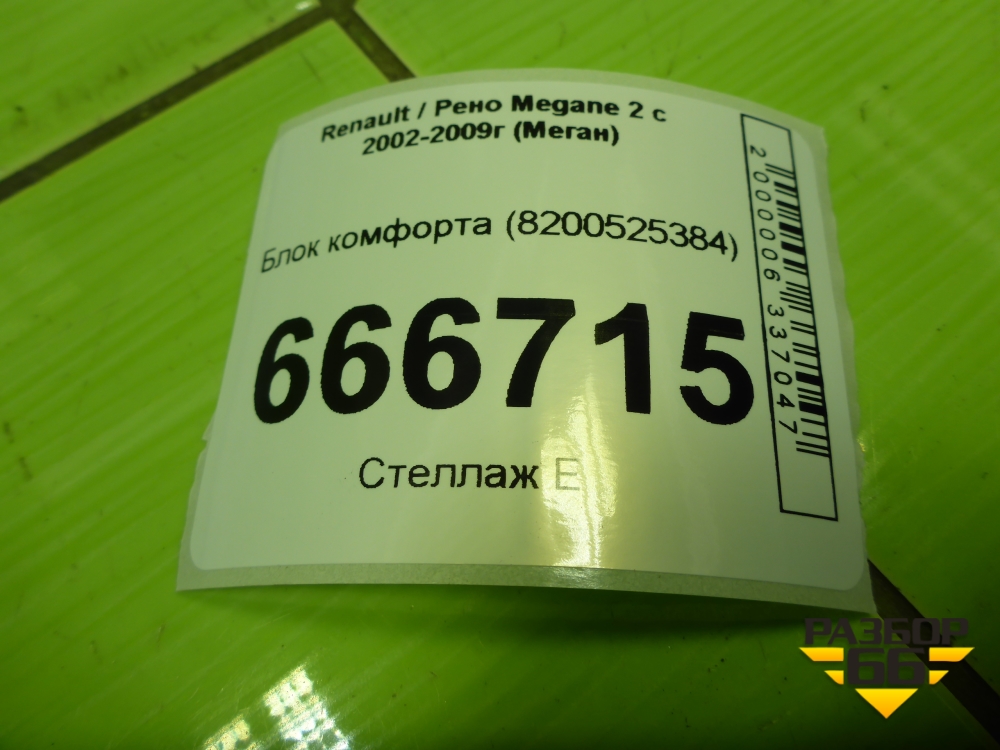 Renault / Рено Megane 2 с
2002-2009г (Меган)
Блок комфорта (8200525384)
666715
Стеллаж Е
2000006337047
РАЗБОР
66